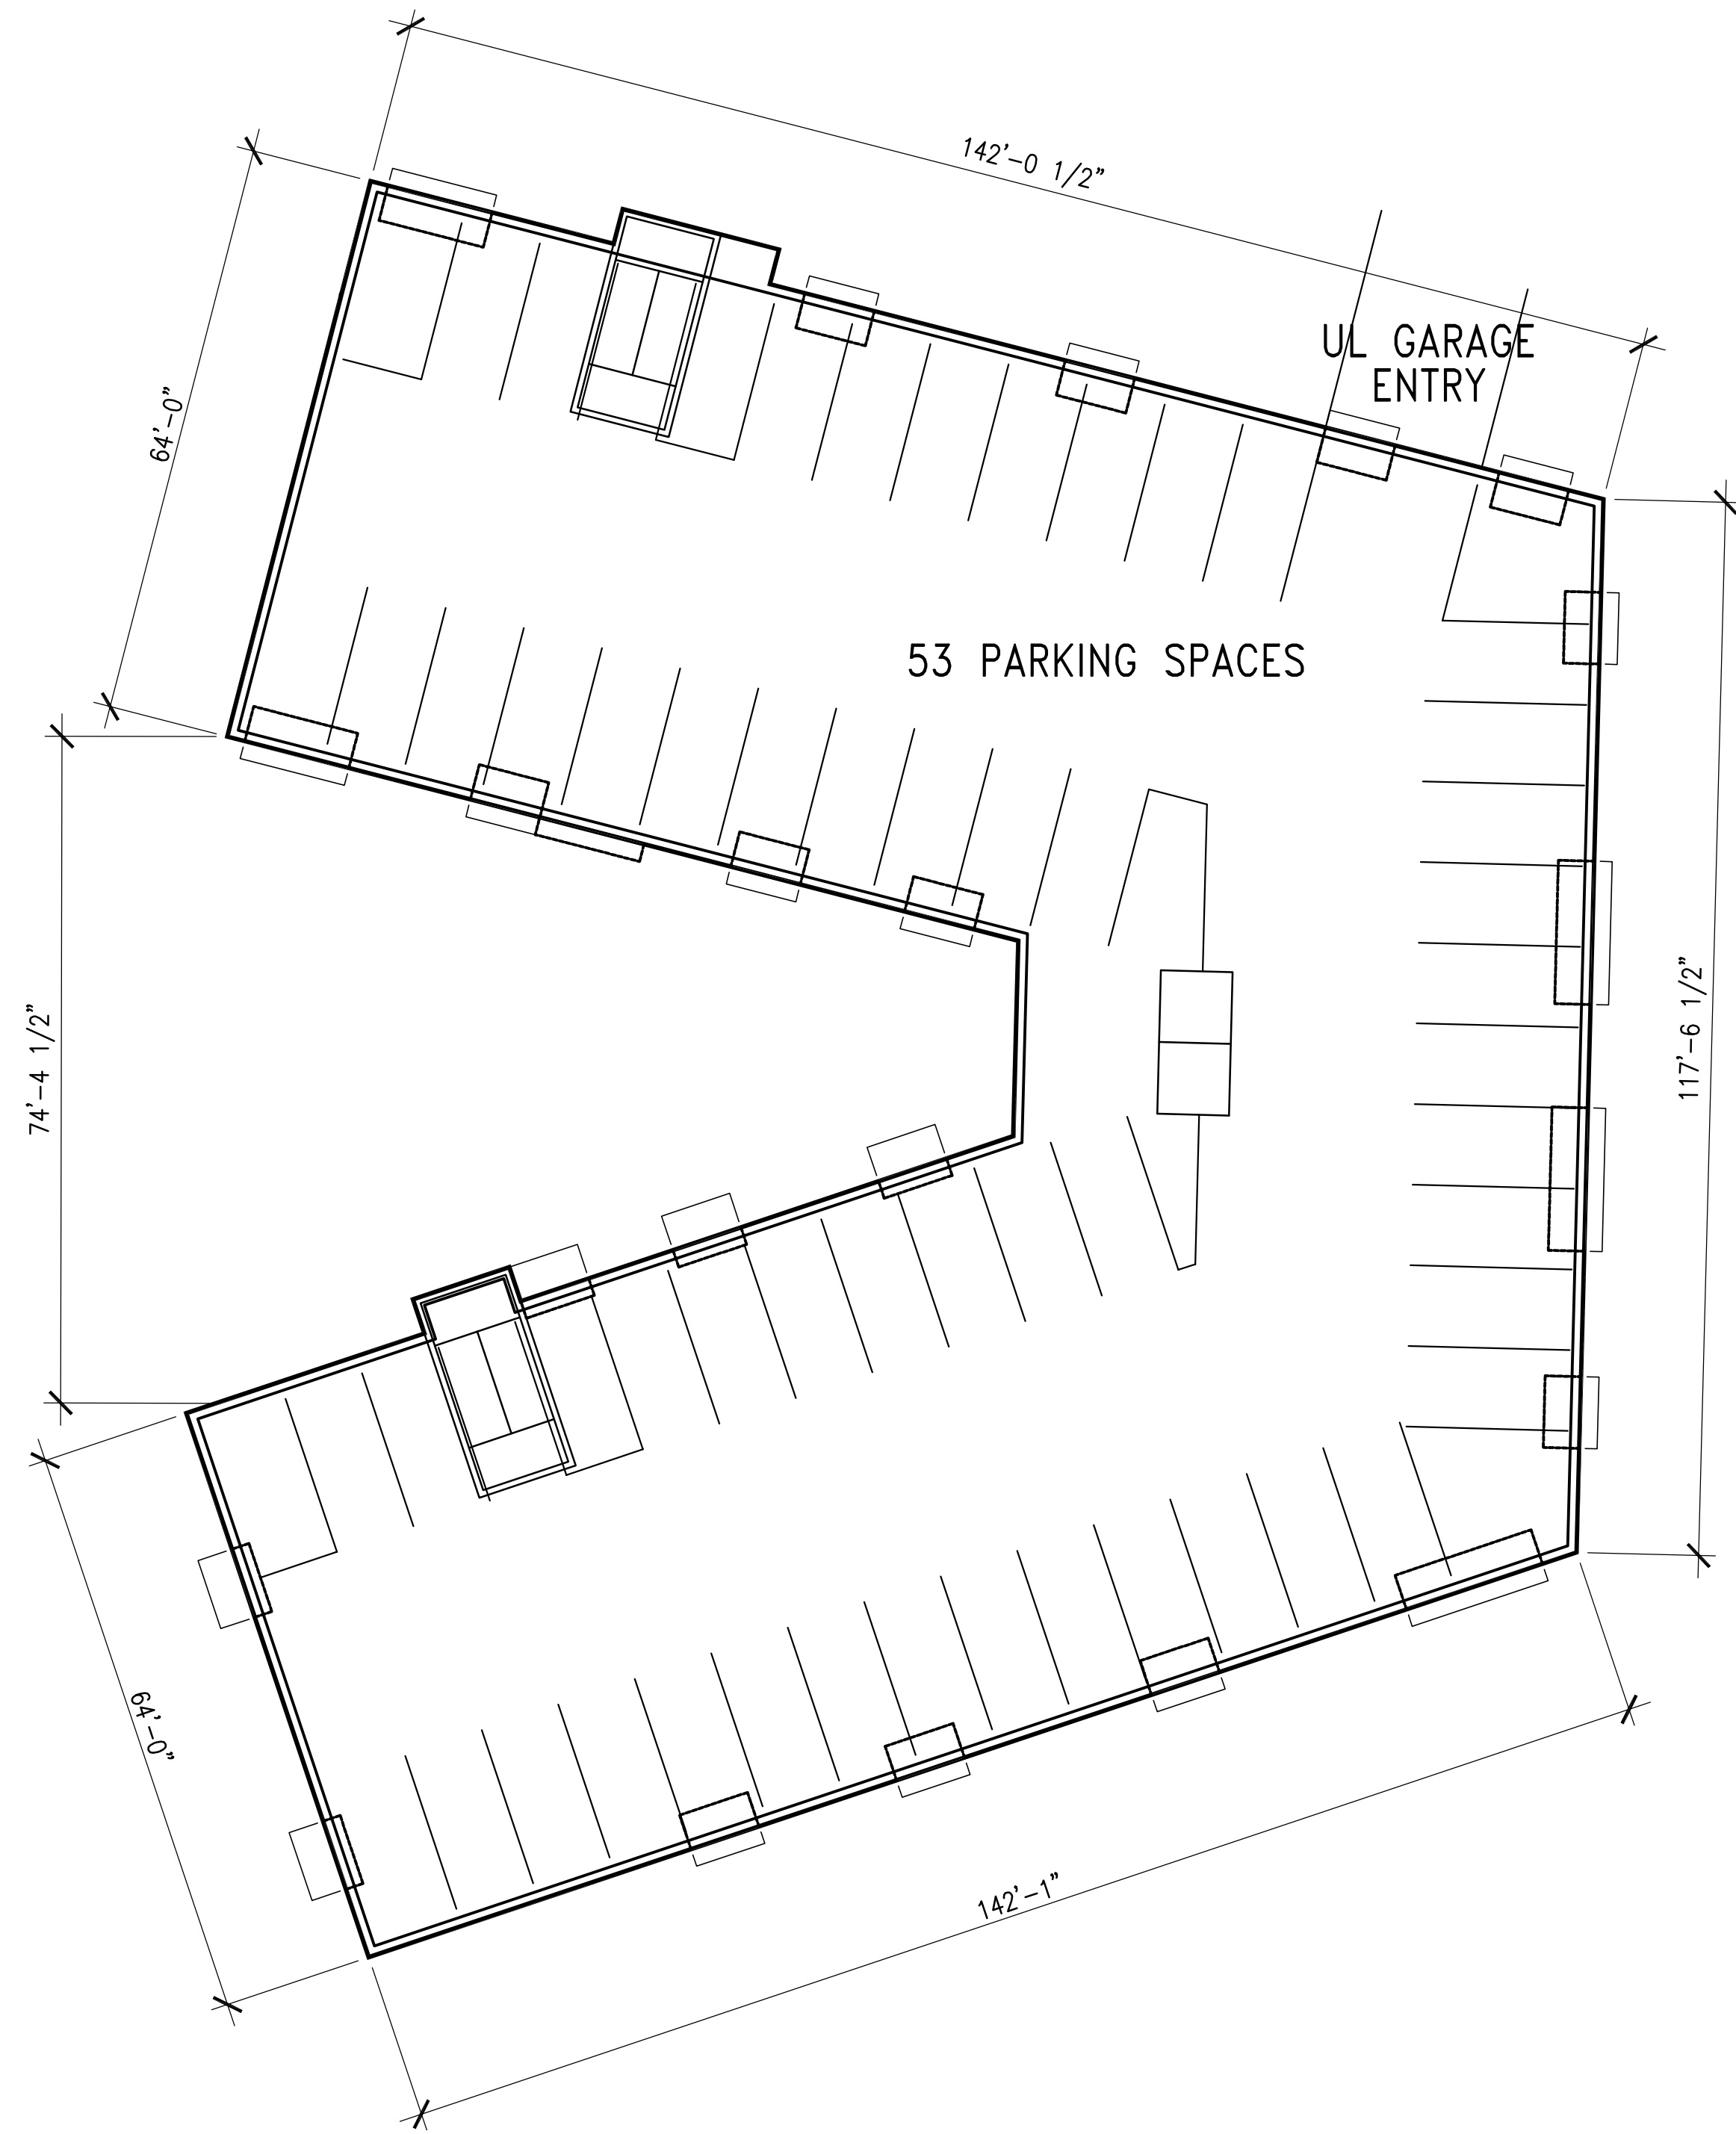 142’-0 1/2”
UL GARAGE
ENTRY
64’-0”
53 PARKING SPACES
74’-4 1/2”
117’-6 1/2”
64’-0”
142’-1”